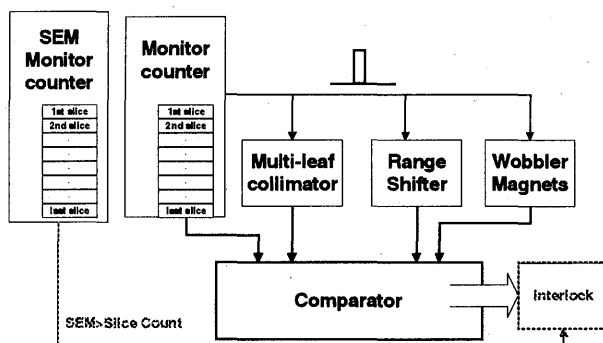 SEM
Monitor
counter
1st slice
2nd slice
last slice
Monitor
counter
1st slice
2nd slice
last slice
Multi-leaf
collimator
Range
Shifter
Wobbler
Magnets
Comparator
Interlock
SEM>Slice Count